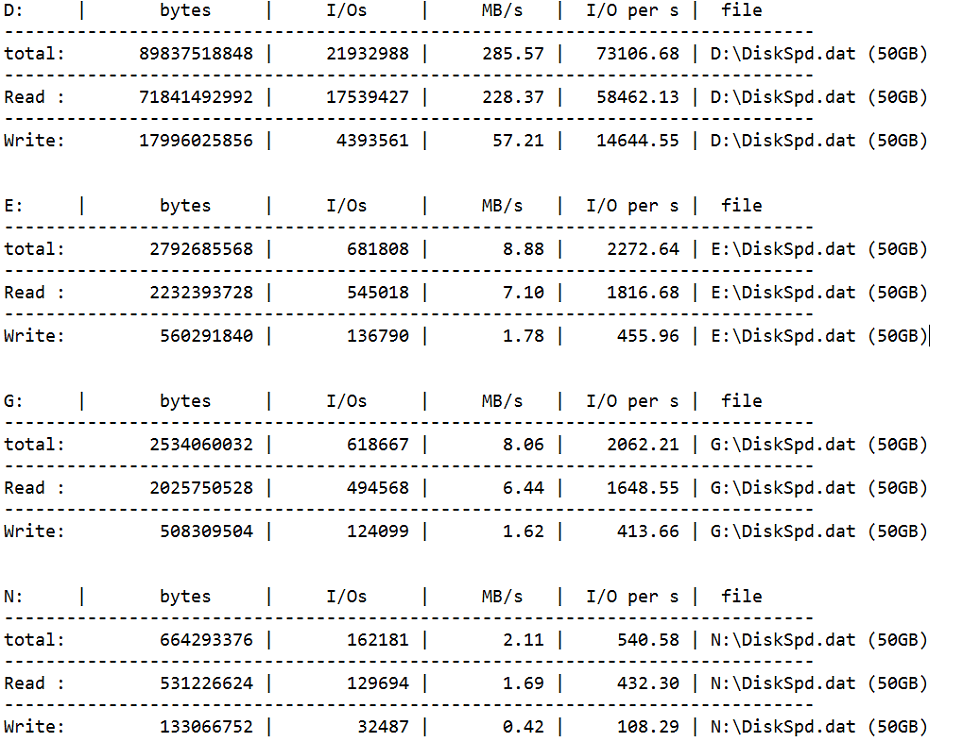 D:      |       bytes     |     I/Os     |     MB/s   |  I/O per s |  file
------------------------------------------------------------------------------
total:       89837518848 |     21932988 |     285.57 |   73106.68 | D:\DiskSpd.dat (50GB)
------------------------------------------------------------------------------
Read :       71841492992 |     17539427 |     228.37 |   58462.13 | D:\DiskSpd.dat (50GB)
------------------------------------------------------------------------------
Write:       17996025856 |      4393561 |      57.21 |   14644.55 | D:\DiskSpd.dat (50GB)
E:      |       bytes     |     I/Os     |     MB/s   |  I/O per s |  file
------------------------------------------------------------------------------
total:        2792685568 |       681808 |       8.88 |    2272.64 | E:\DiskSpd.dat (50GB)
------------------------------------------------------------------------------
Read :        2232393728 |       545018 |       7.10 |    1816.68 | E:\DiskSpd.dat (50GB)
------------------------------------------------------------------------------
Write:         560291840 |       136790 |       1.78 |     455.96 | E:\DiskSpd.dat (50GB)
G:      |       bytes     |     I/Os     |     MB/s   |  I/O per s |  file
------------------------------------------------------------------------------
total:        2534060032 |       618667 |       8.06 |    2062.21 | G:\DiskSpd.dat (50GB)
------------------------------------------------------------------------------
Read :        2025750528 |       494568 |       6.44 |    1648.55 | G:\DiskSpd.dat (50GB)
------------------------------------------------------------------------------
Write:         508309504 |       124099 |       1.62 |     413.66 | G:\DiskSpd.dat (50GB)
N:      |       bytes     |     I/Os     |     MB/s   |  I/O per s |  file
------------------------------------------------------------------------------
total:         664293376 |       162181 |       2.11 |     540.58 | N:\DiskSpd.dat (50GB)
------------------------------------------------------------------------------
Read :         531226624 |       129694 |       1.69 |     432.30 | N:\DiskSpd.dat (50GB)
------------------------------------------------------------------------------
Write:         133066752 |        32487 |       0.42 |     108.29 | N:\DiskSpd.dat (50GB)